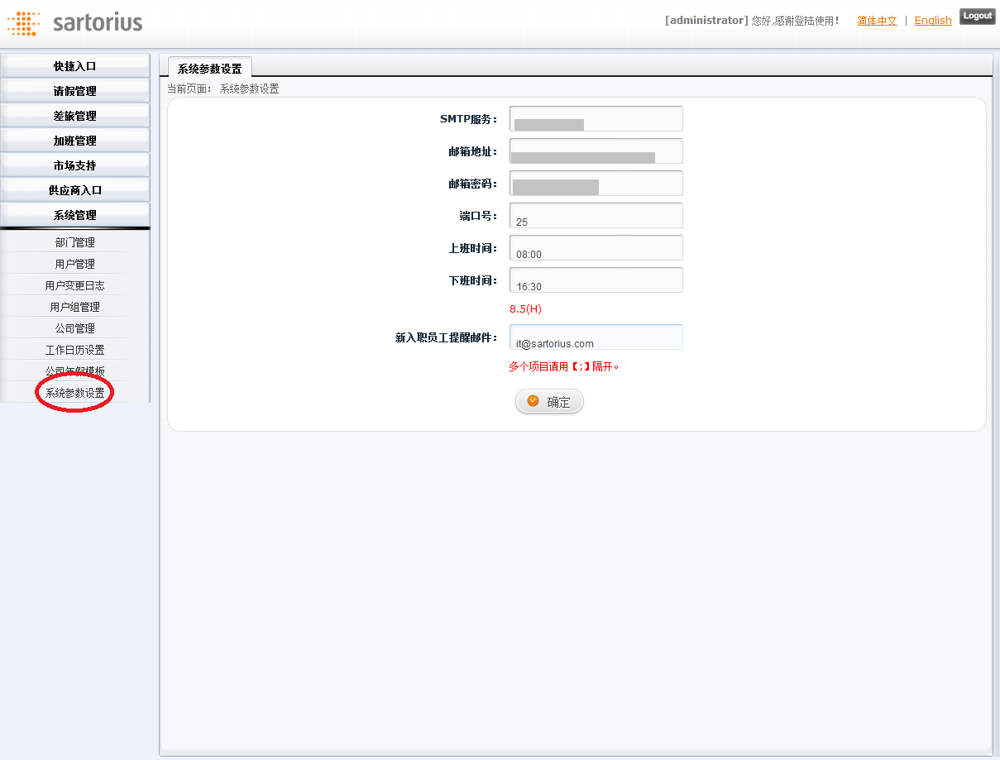 sartorius
[administrator] 您好,感谢登陆使用! 简体中文 | English Logout
快捷入口
请假管理
差旅管理
加班管理
市场支持
供应商入口
系统管理
部门管理
用户管理
用户变更日志
用户组管理
公司管理
工作日历设置
公司年假模板
系统参数设置
系统参数设置
当前页面： 系统参数设置
SMTP服务：
邮箱地址：
邮箱密码：
端口号： 25
上班时间： 08:00
下班时间： 16:30
8.5(H)
新入职员工提醒邮件： it@sartorius.com
多个项目请用【;】隔开。
确定